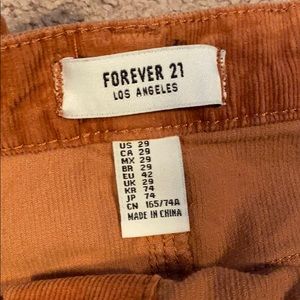 FOREVER 21
LOS ANGELES
US 29
CA 29
MX 29
BR 29
EU 42
UK 29
KR 74
JP 74
CN 165/74A
MADE IN CHINA